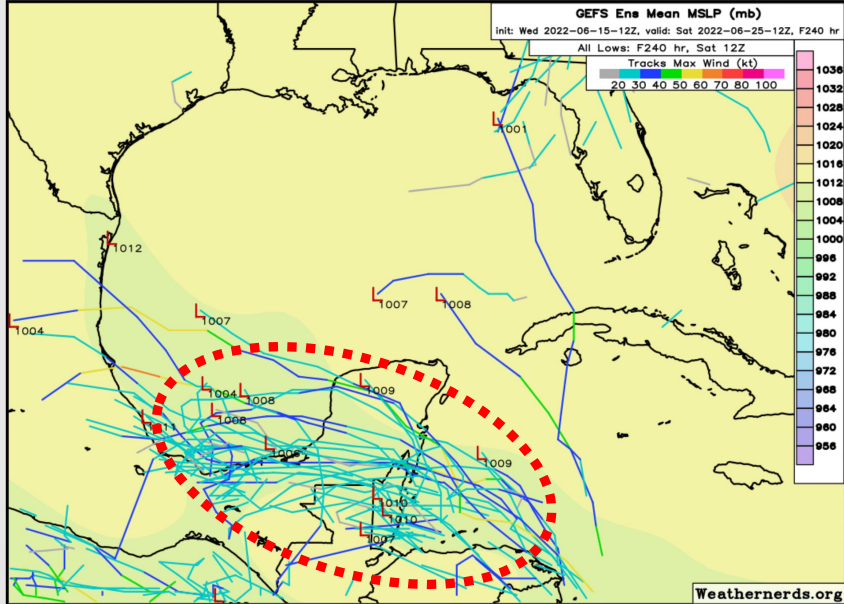 GEFS Ens Mean MSLP (mb)
init: Wed 2022-06-15-12Z, valid: Sat 2022-06-25-12Z, F240 hr
All Lows: F240 hr, Sat 12Z
Tracks Max Wind (kt)
20 30 40 50 60 70 80 100
1036
1032
1028
1024
1020
1016
1012
1008
1004
1000
996
992
988
984
980
976
972
968
964
960
956
L
1001
L
1012
L
1007
L
1008
L
1007
L
1004
L
1009
L
1004
L
1008
L
1008
L
1006
L
1009
L
1010
L
1010
L
L
L
Weathernerds.org